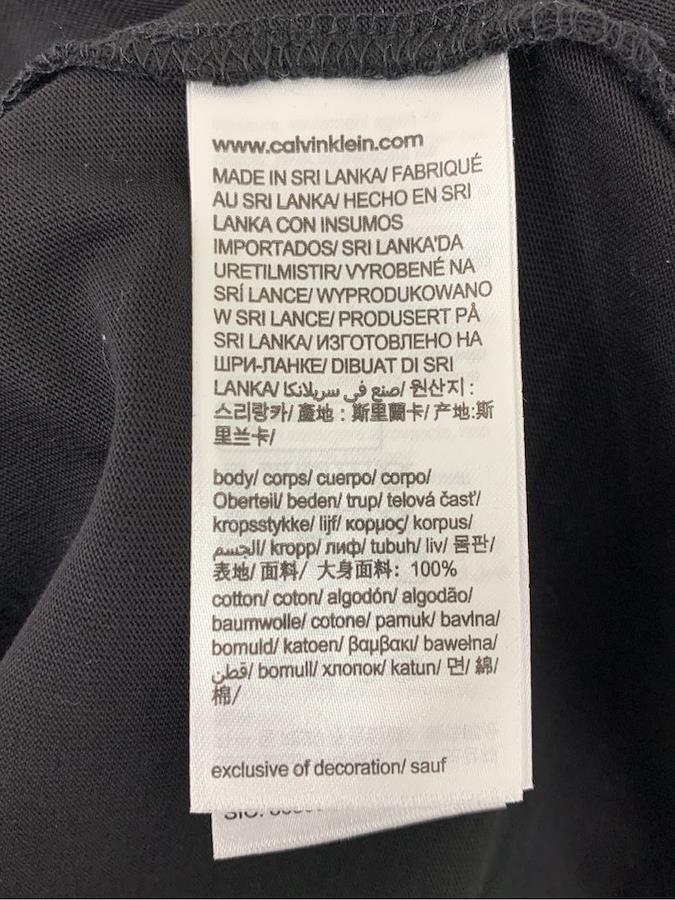 www.calvinklein.com
MADE IN SRI LANKA/ FABRIQUÉ
AU SRI LANKA/ HECHO EN SRI
LANKA CON INSUMOS
IMPORTADOS/ SRI LANKA'DA
URETILMISTIR/ VYROBENÉ NA
SRÍ LANCE/ WYPRODUKOWANO
W SRI LANCE/ PRODUSERT PÅ
SRI LANKA/ ИЗГОТОВЛЕНО НА
ШРИ-ЛАНКЕ/ DIBUAT DI SRI
LANKA/ صنع في سريلانكا/ 원산지 :
스리랑카/ 產地 : 斯里蘭卡/ 产地:斯
里兰卡/
body/ corps/ cuerpo/ corpo/
Oberteil/ beden/ trup/ telová časť/
kropsstykke/ lijf/ κορμος/ korpus/
الجسم/ kropp/ лиф/ tubuh/ liv/ 몸판/
表地/ 面料/ 大身面料: 100%
cotton/ coton/ algodón/ algodão/
baumwolle/ cotone/ pamuk/ bavlna/
bomuld/ katoen/ βαμβακι/ bawełna/
قطن/ bomull/ хлопок/ katun/ 면/ 綿/
棉/
exclusive of decoration/ sauf